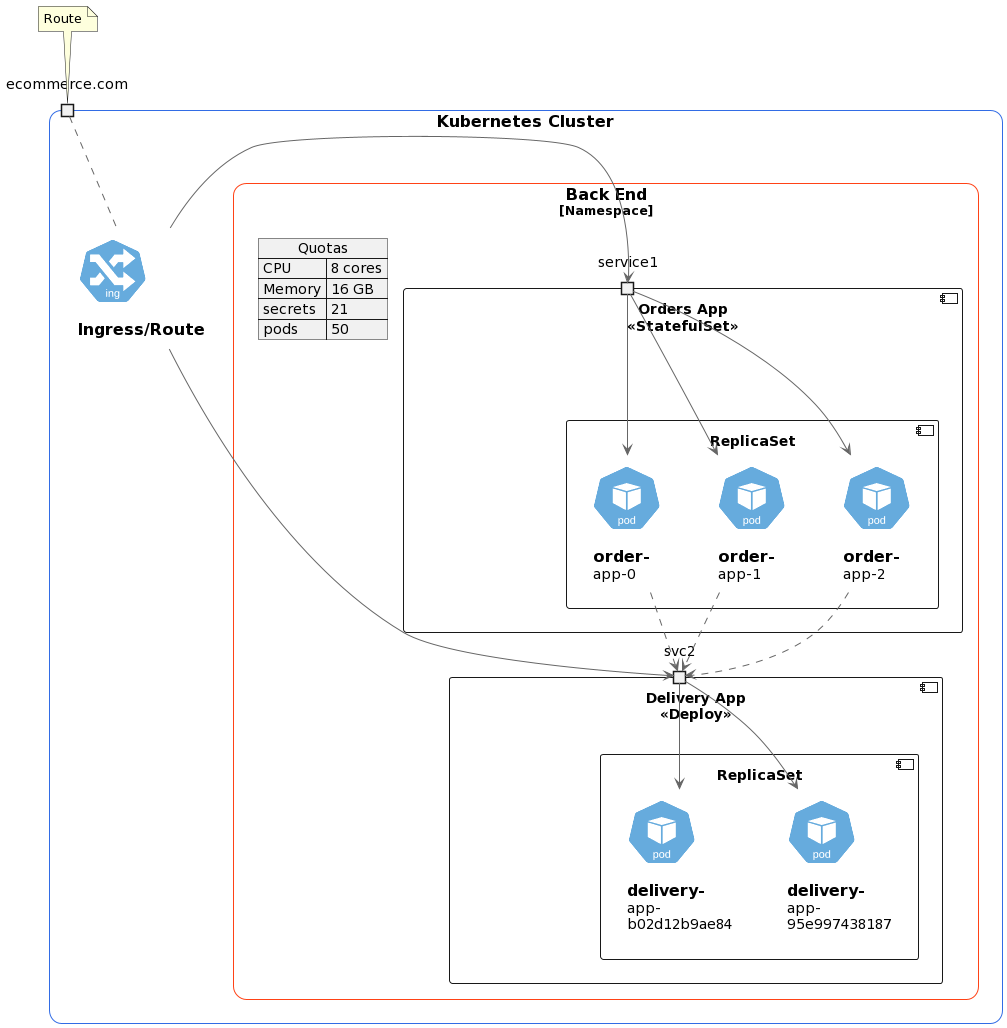 Route
ecommerce.com
Kubernetes Cluster
Back End
[Namespace]
Quotas
CPU 8 cores
Memory 16 GB
secrets 21
pods 50
ing
Ingress/Route
service1
Orders App
«StatefulSet»
ReplicaSet
pod pod pod
order- order- order-
app-0 app-1 app-2
svc2
Delivery App
«Deploy»
ReplicaSet
pod pod
delivery- delivery-
app- app-
b02d12b9ae84 95e997438187